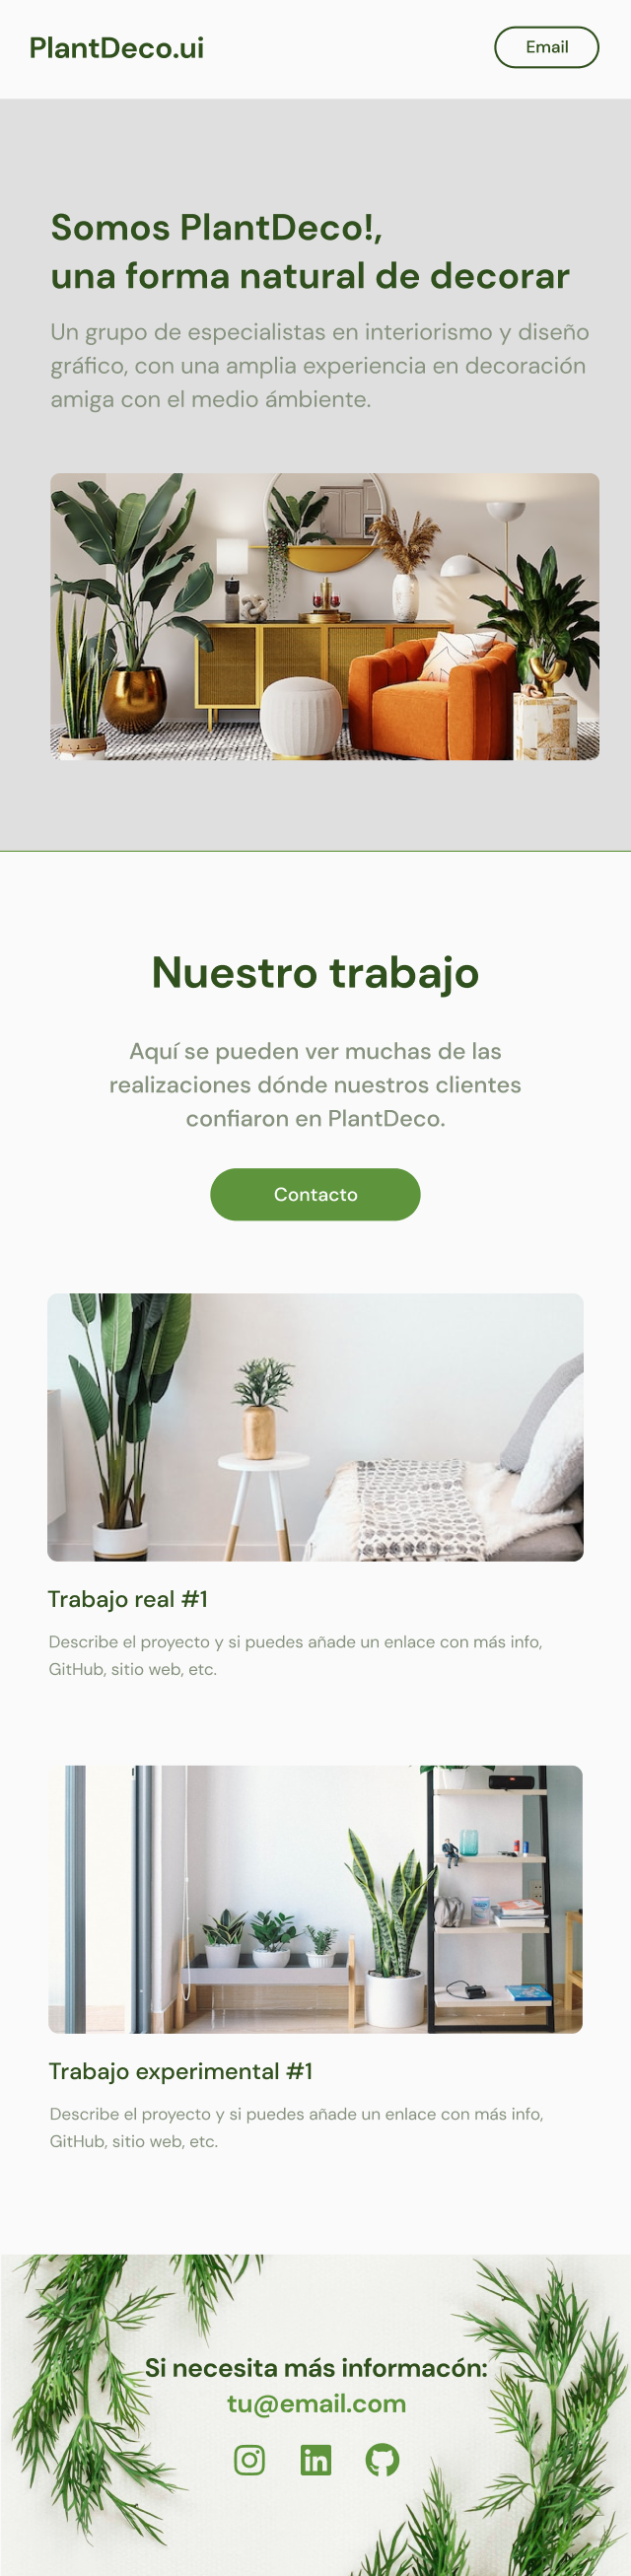 PlantDeco.ui
Email
Somos PlantDeco!,
una forma natural de decorar
Un grupo de especialistas en interiorismo y diseño
gráfico, con una amplia experiencia en decoración
amiga con el medio ámbiente.
Nuestro trabajo
Aquí se pueden ver muchas de las
realizaciones dónde nuestros clientes
confiaron en PlantDeco.
Contacto
Trabajo real #1
Describe el proyecto y si puedes añade un enlace con más info,
GitHub, sitio web, etc.
Trabajo experimental #1
Describe el proyecto y si puedes añade un enlace con más info,
GitHub, sitio web, etc.
Si necesita más informacón:
tu@email.com
in